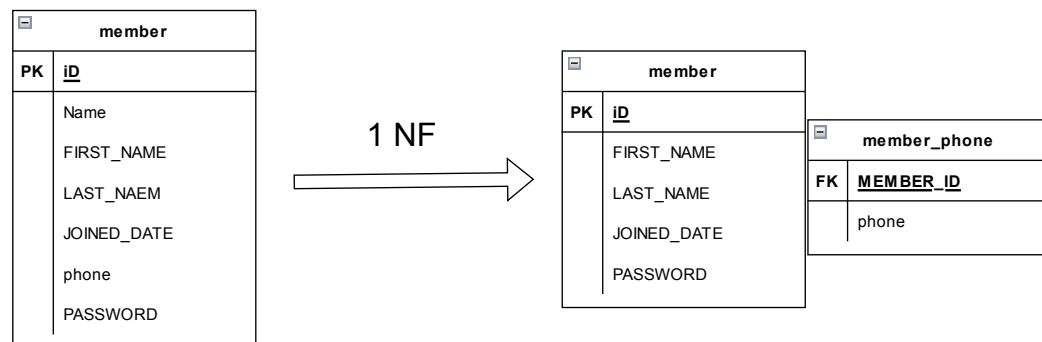 member
PK iD
Name
FIRST_NAME
LAST_NAEM
JOINED_DATE
phone
PASSWORD
1 NF
member
PK iD
FIRST_NAME
LAST_NAME
JOINED_DATE
PASSWORD
member_phone
FK MEMBER_ID
phone